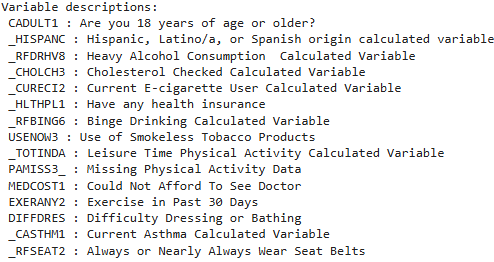 Variable descriptions:
CADULT1 : Are you 18 years of age or older?
_HISPANC : Hispanic, Latino/a, or Spanish origin calculated variable
_RFDRHV8 : Heavy Alcohol Consumption  Calculated Variable
_CHOLCH3 : Cholesterol Checked Calculated Variable
_CURECI2 : Current E-cigarette User Calculated Variable
_HLTHPL1 : Have any health insurance
_RFBING6 : Binge Drinking Calculated Variable
USENOW3 : Use of Smokeless Tobacco Products
_TOTINDA : Leisure Time Physical Activity Calculated Variable
PAMISS3_ : Missing Physical Activity Data
MEDCOST1 : Could Not Afford To See Doctor
EXERANY2 : Exercise in Past 30 Days
DIFFDRES : Difficulty Dressing or Bathing
_CASTHM1 : Current Asthma Calculated Variable
_RFSEAT2 : Always or Nearly Always Wear Seat Belts